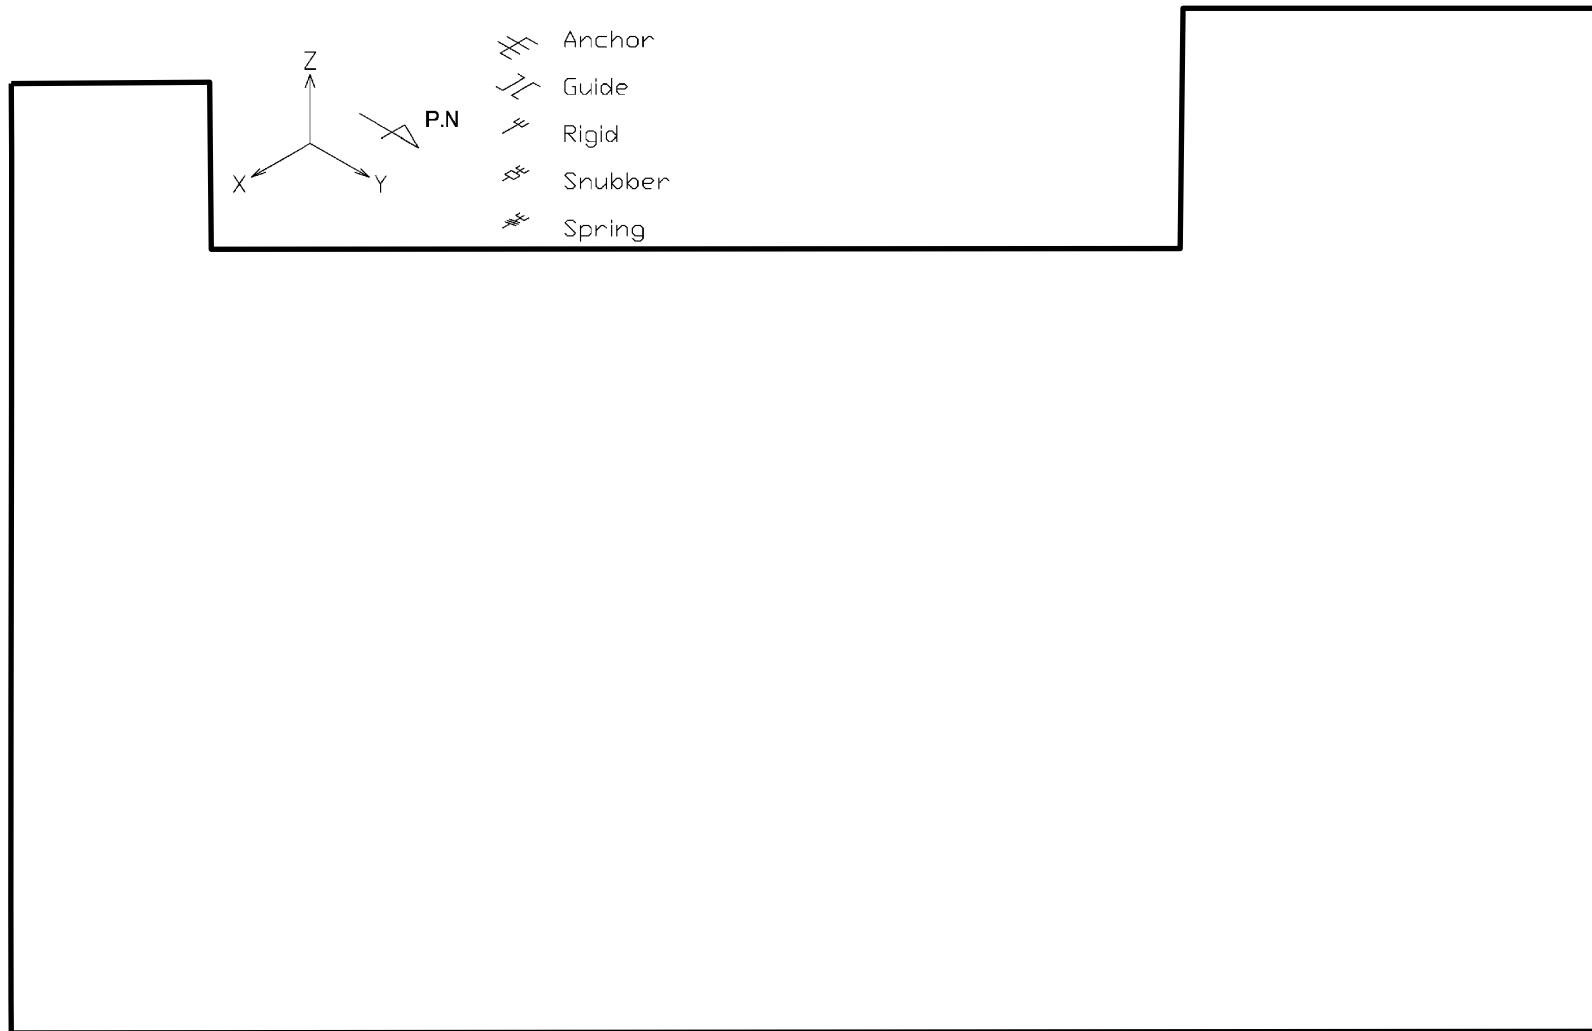 Z
X
Y
P.N
Anchor
Guide
Rigid
Snubber
Spring